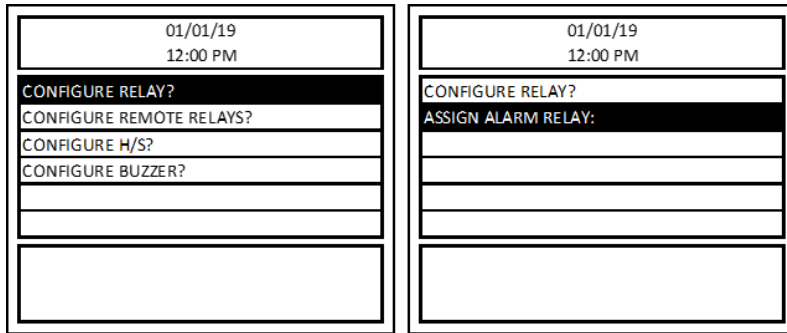 01/01/19
12:00 PM
CONFIGURE RELAY?
CONFIGURE REMOTE RELAYS?
CONFIGURE H/S?
CONFIGURE BUZZER?
01/01/19
12:00 PM
CONFIGURE RELAY?
ASSIGN ALARM RELAY: